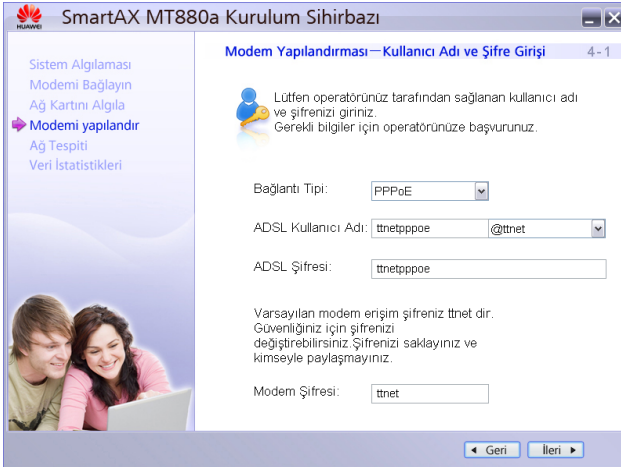 HUAWEI
SmartAX MT880a Kurulum Sihirbazı
Sistem Algılaması
Modemi Bağlayın
Ağ Kartını Algıla
Modemi yapılandır
Ağ Tespiti
Veri İstatistikleri
Modem Yapılandırması—Kullanıcı Adı ve Şifre Girişi 4-1
Lütfen operatörünüz tarafından sağlanan kullanıcı adı
ve şifrenizi giriniz.
Gerekli bilgiler için operatörünüze başvurunuz.
Bağlantı Tipi: PPPoE
ADSL Kullanıcı Adı: ttnetpppoe @ttnet
ADSL Şifresi: ttnetpppoe
Varsayılan modem erişim şifreniz ttnet dir.
Güvenliğiniz için şifrenizi
değiştirebilirsiniz.Şifrenizi saklayınız ve
kimseyle paylaşmayınız.
Modem Şifresi: ttnet
Geri İleri